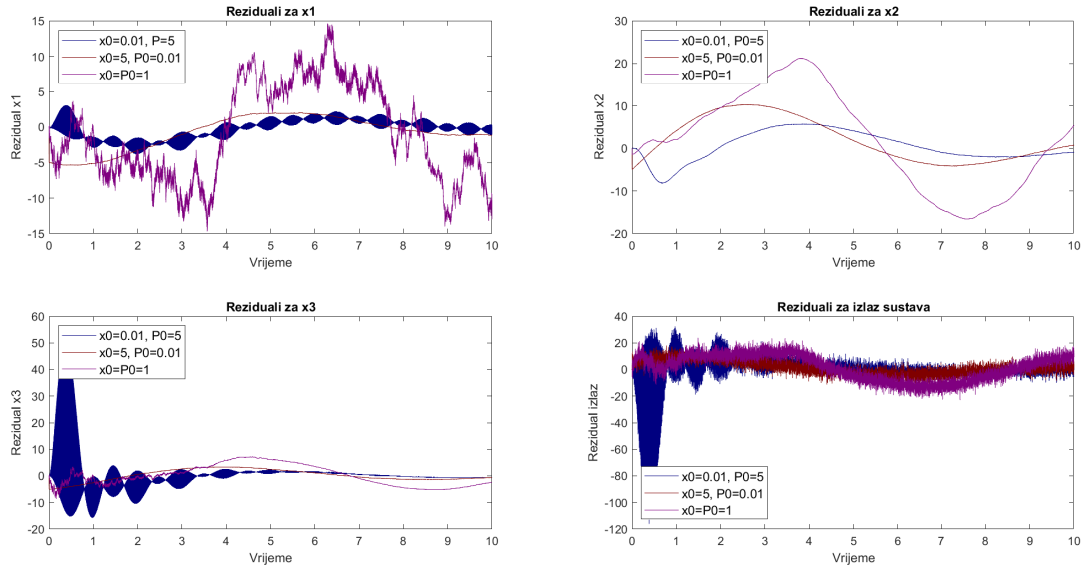 Reziduali za x1
Rezidual x1
15
10
5
0
-5
-10
-15
x0=0.01, P=5
x0=5, P0=0.01
x0=P0=1
0 1 2 3 4 5 6 7 8 9 10
Vrijeme
Reziduali za x2
Rezidual x2
30
20
10
0
-10
-20
x0=0.01, P0=5
x0=5, P0=0.01
x0=P0=1
0 1 2 3 4 5 6 7 8 9 10
Vrijeme
Reziduali za x3
Rezidual x3
60
50
40
30
20
10
0
-10
-20
x0=0.01, P0=5
x0=5, P0=0.01
x0=P0=1
0 1 2 3 4 5 6 7 8 9 10
Vrijeme
Reziduali za izlaz sustava
Rezidual izlaz
40
20
0
-20
-40
-60
-80
-100
-120
x0=0.01, P0=5
x0=5, P0=0.01
x0=P0=1
0 1 2 3 4 5 6 7 8 9 10
Vrijeme